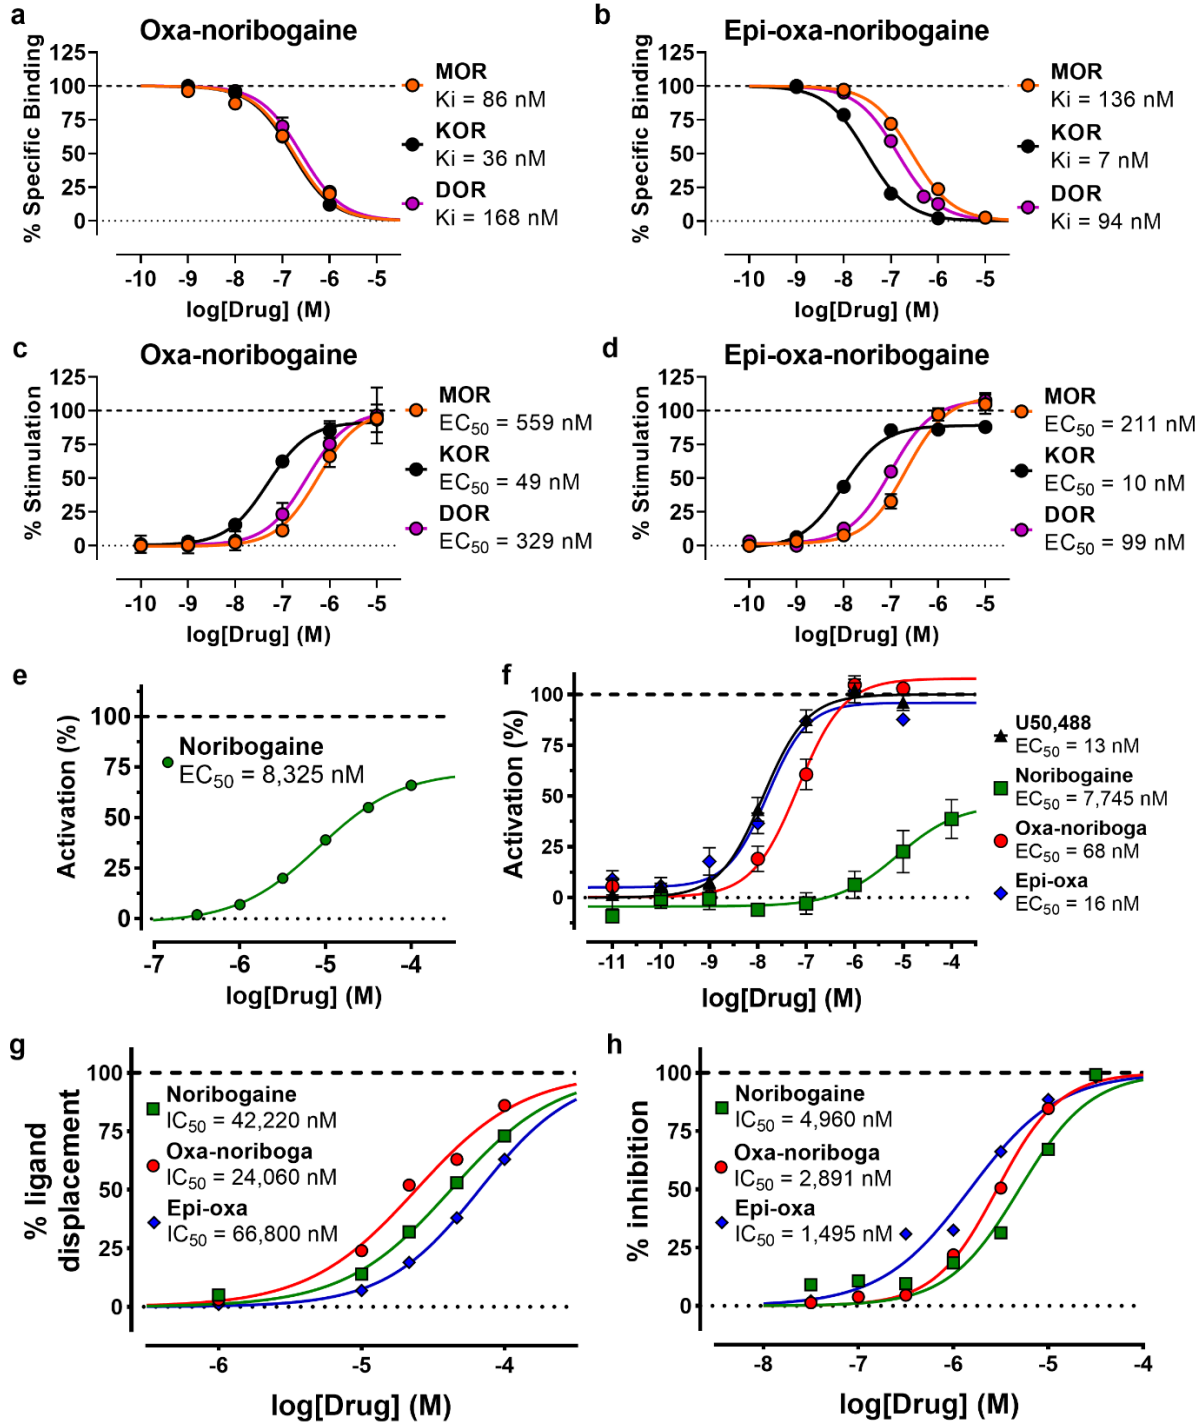 a
Oxa-noribogaine
% Specific Binding
125
100
75
50
25
0
-10 -9 -8 -7 -6 -5
log[Drug] (M)
MOR
Ki = 86 nM
KOR
Ki = 36 nM
DOR
Ki = 168 nM
b
Epi-oxa-noribogaine
% Specific Binding
125
100
75
50
25
0
-10 -9 -8 -7 -6 -5
log[Drug] (M)
MOR
Ki = 136 nM
KOR
Ki = 7 nM
DOR
Ki = 94 nM
c
Oxa-noribogaine
% Stimulation
125
100
75
50
25
0
-10 -9 -8 -7 -6 -5
log[Drug] (M)
MOR
EC50 = 559 nM
KOR
EC50 = 49 nM
DOR
EC50 = 329 nM
d
Epi-oxa-noribogaine
% Stimulation
125
100
75
50
25
0
-10 -9 -8 -7 -6 -5
log[Drug] (M)
MOR
EC50 = 211 nM
KOR
EC50 = 10 nM
DOR
EC50 = 99 nM
e
Activation (%)
100
75
50
25
0
-7 -6 -5 -4
log[Drug] (M)
Noribogaine
EC50 = 8,325 nM
f
Activation (%)
100
75
50
25
0
-11 -10 -9 -8 -7 -6 -5 -4
log[Drug] (M)
U50,488
EC50 = 13 nM
Noribogaine
EC50 = 7,745 nM
Oxa-noriboga
EC50 = 68 nM
Epi-oxa
EC50 = 16 nM
g
% ligand
displacement
100
75
50
25
0
-6 -5 -4
log[Drug] (M)
Noribogaine
IC50 = 42,220 nM
Oxa-noriboga
IC50 = 24,060 nM
Epi-oxa
IC50 = 66,800 nM
h
% inhibition
100
75
50
25
0
-8 -7 -6 -5 -4
log[Drug] (M)
Noribogaine
IC50 = 4,960 nM
Oxa-noriboga
IC50 = 2,891 nM
Epi-oxa
IC50 = 1,495 nM